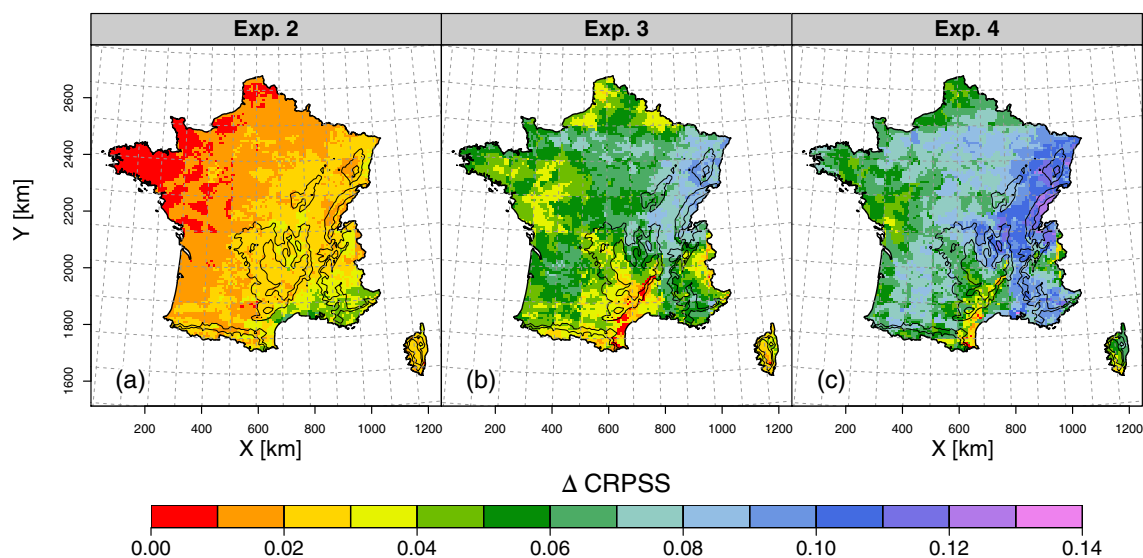 Exp. 2 Exp. 3 Exp. 4
2600
2400
2200
2000
1800
1600
Y [km]
(a) (b) (c)
200 400 600 800 1000 1200 200 400 600 800 1000 1200 200 400 600 800 1000 1200
X [km] X [km] X [km]
Δ CRPSS
0.00 0.02 0.04 0.06 0.08 0.10 0.12 0.14